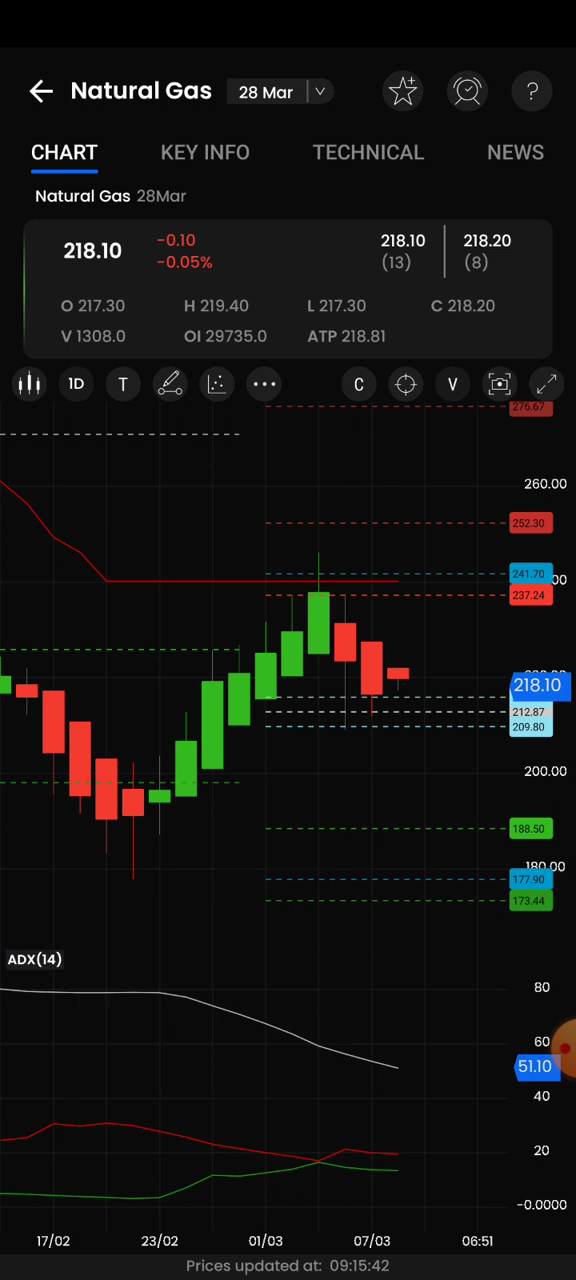 Natural Gas 28 Mar ?
CHART KEY INFO TECHNICAL NEWS
Natural Gas 28Mar
218.10 -0.10 218.10 218.20
-0.05% (13) (8)
O 217.30 H 219.40 L 217.30 C 218.20
V 1308.0 OI 29735.0 ATP 218.81
1D T C V
276.67
260.00
252.30
241.70
237.24
218.10
212.87
209.80
200.00
188.50
180.00
177.90
173.44
ADX(14)
80
60
51.10
40
20
-0.0000
17/02 23/02 01/03 07/03 06:51
Prices updated at: 09:15:42